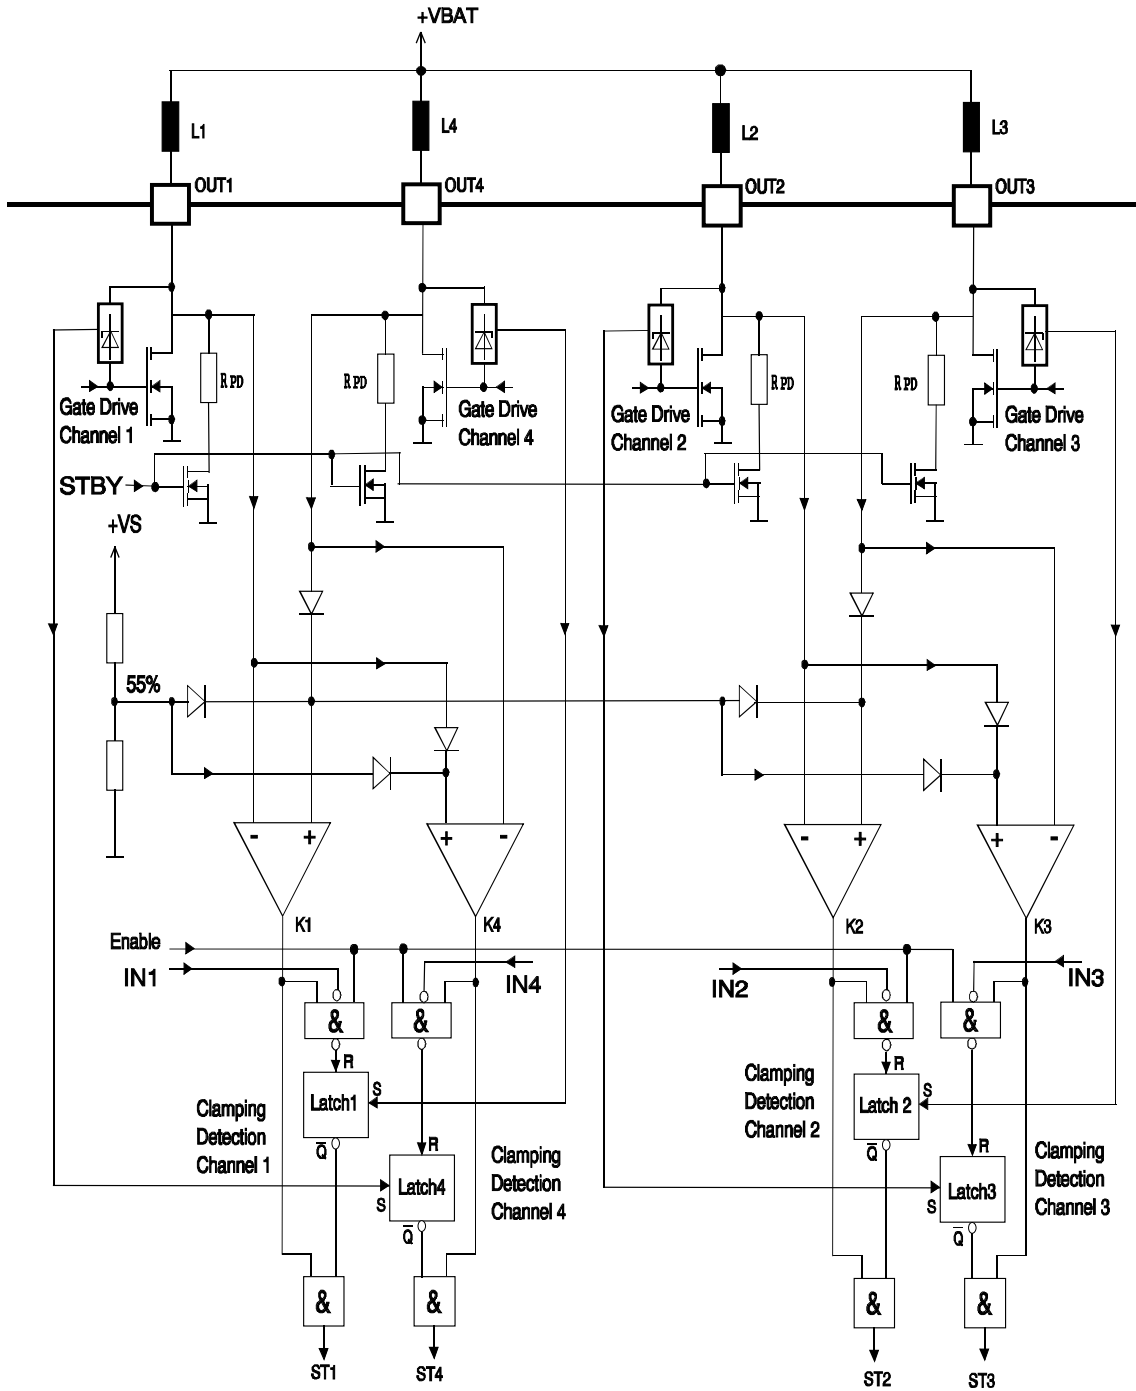 +VBAT
L1
L4
L2
L3
OUT1
OUT4
OUT2
OUT3
RPD
RPD
RPD
RPD
Gate Drive
Channel 1
Gate Drive
Channel 4
Gate Drive
Channel 2
Gate Drive
Channel 3
STBY
+VS
55%
- +
+ -
- +
+ -
K1
K4
K2
K3
Enable
IN1
IN4
IN2
IN3
&
&
&
&
R
R
Latch1
S
Latch 2
S
Q̅
Q̅
Clamping
Detection
Channel 1
Clamping
Detection
Channel 2
R
R
Latch4
S
Latch3
S
Q̅
Q̅
Clamping
Detection
Channel 4
Clamping
Detection
Channel 3
&
&
&
&
ST1
ST4
ST2
ST3